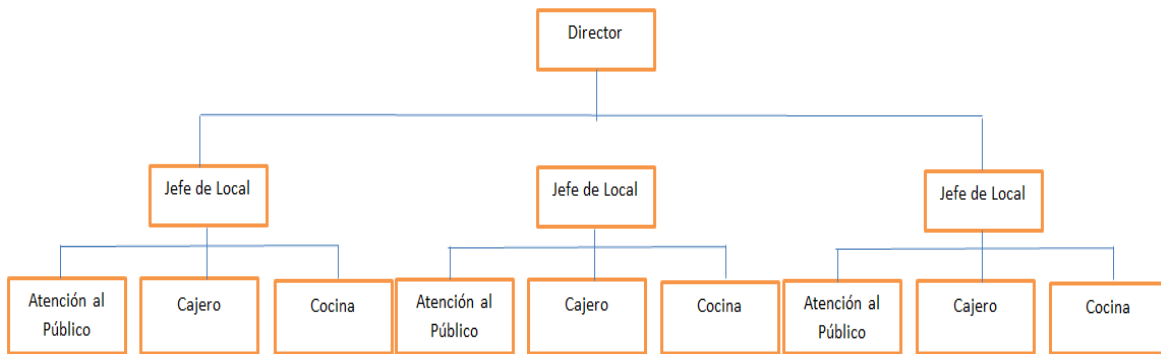 Director
Jefe de Local
Jefe de Local
Jefe de Local
Atención al
Público
Cajero
Cocina
Atención al
Público
Cajero
Cocina
Atención al
Público
Cajero
Cocina